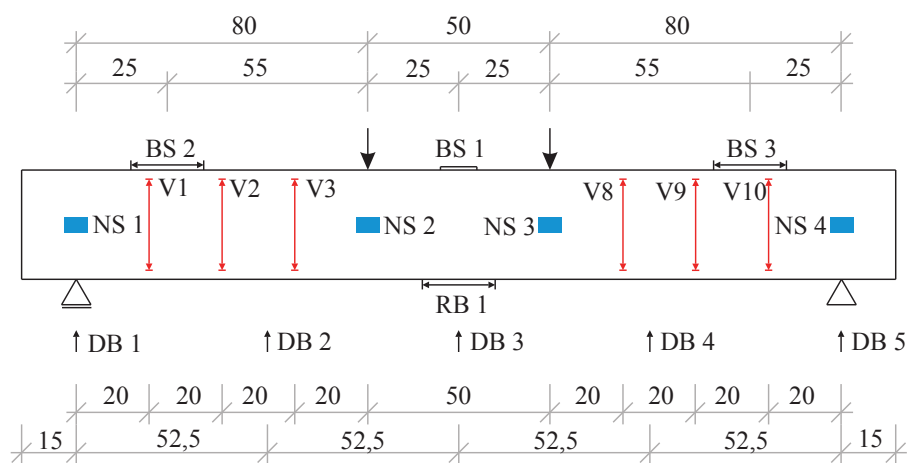 80 50 80
25 55 25 25 55 25
BS 2 BS 1 BS 3
V1 V2 V3 V8 V9 V10
NS 1 NS 2 NS 3 NS 4
RB 1
DB 1 DB 2 DB 3 DB 4 DB 5
20 20 20 20 50 20 20 20 20
15 52,5 52,5 52,5 52,5 15